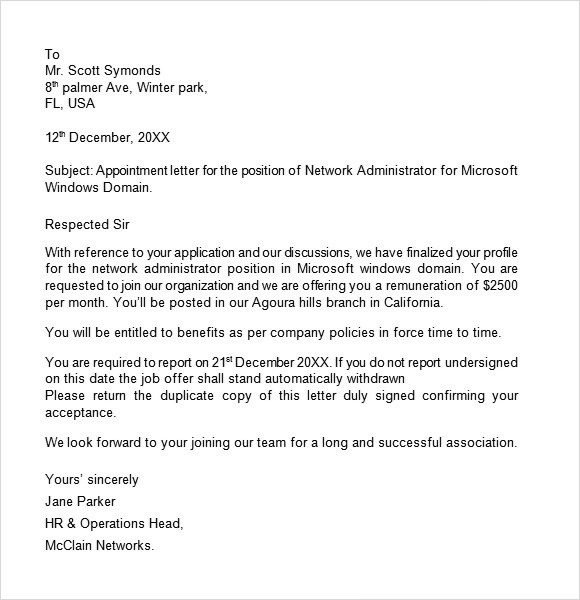 To
Mr. Scott Symonds
8th palmer Ave, Winter park,
FL, USA
12th December, 20XX
Subject: Appointment letter for the position of Network Administrator for Microsoft
Windows Domain.
Respected Sir
With reference to your application and our discussions, we have finalized your profile
for the network administrator position in Microsoft windows domain. You are
requested to join our organization and we are offering you a remuneration of $2500
per month. You'll be posted in our Agoura hills branch in California.
You will be entitled to benefits as per company policies in force time to time.
You are required to report on 21st December 20XX. If you do not report undersigned
on this date the job offer shall stand automatically withdrawn
Please return the duplicate copy of this letter duly signed confirming your
acceptance.
We look forward to your joining our team for a long and successful association.
Yours' sincerely
Jane Parker
HR & Operations Head,
McClain Networks.